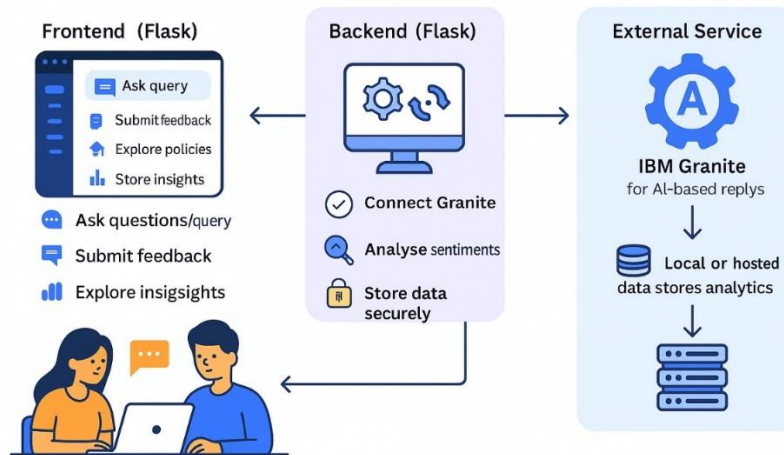 Frontend (Flask)
Ask query
Submit feedback
Explore policies
Store insights
Ask questions/query
Submit feedback
Explore insigsights
Backend (Flask)
Connect Granite
Analyse sentiments
Store data
securely
External Service
A
IBM Granite
for AI-based replys
Local or hosted
data stores analytics